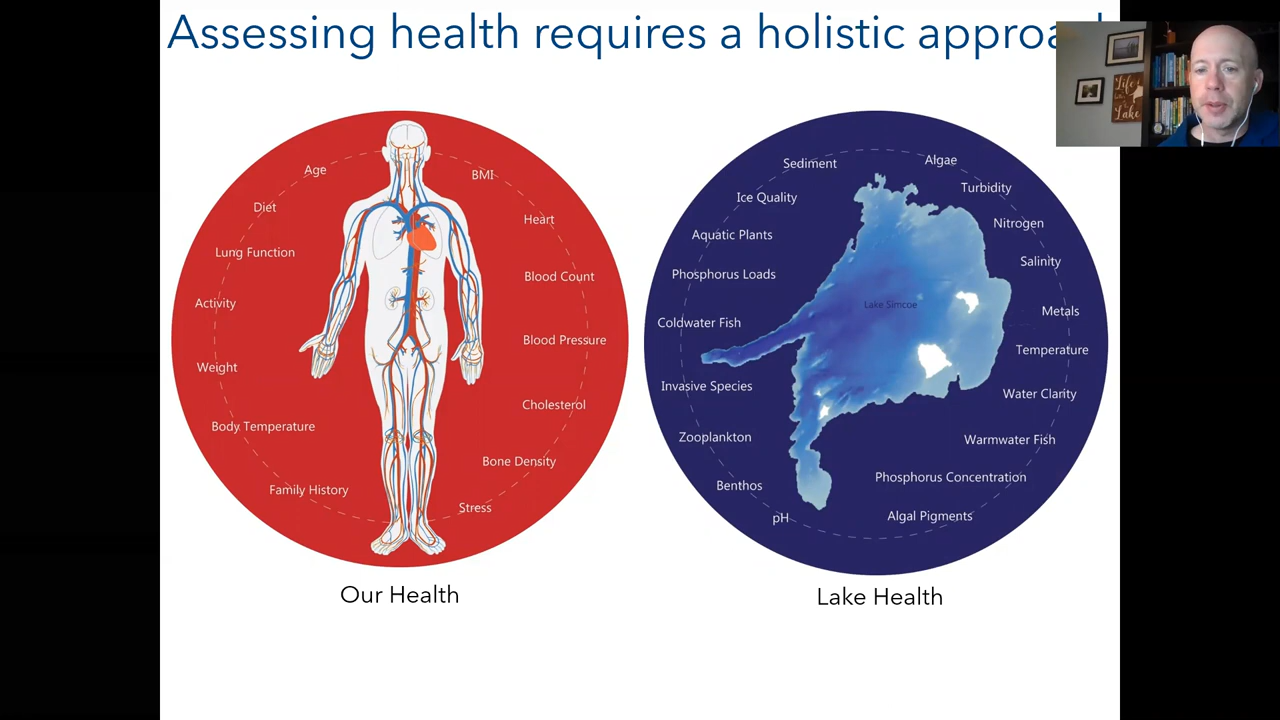 Assessing health requires a holistic approa
Life
Lake
Age
BMI
Diet
Heart
Lung Function
Blood Count
Activity
Blood Pressure
Weight
Cholesterol
Body Temperature
Bone Density
Family History
Stress
Our Health
Sediment
Algae
Ice Quality
Turbidity
Aquatic Plants
Nitrogen
Phosphorus Loads
Salinity
Lake Simcoe
Coldwater Fish
Metals
Temperature
Invasive Species
Water Clarity
Zooplankton
Warmwater Fish
Benthos
Phosphorus Concentration
pH
Algal Pigments
Lake Health